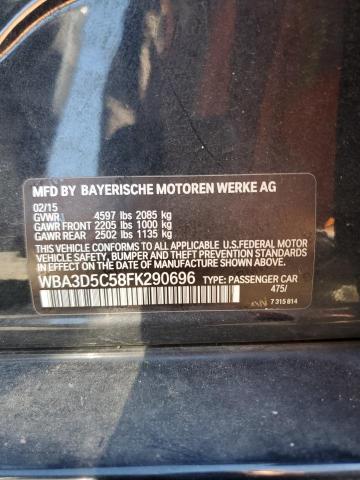 MFD BY BAYERISCHE MOTOREN WERKE AG
02/15
GVWR 4597 lbs 2085 kg
GAWR FRONT 2205 lbs 1000 kg
GAWR REAR 2502 lbs 1135 kg
THIS VEHICLE CONFORMS TO ALL APPLICABLE U.S.FEDERAL MOTOR
VEHICLE SAFETY, BUMPER, AND THEFT PREVENTION STANDARDS
IN EFFECT ON THE DATE OF MANUFACTURE SHOWN ABOVE.
WBA3D5C58FK290696 TYPE: PASSENGER CAR
475/
7 315 814